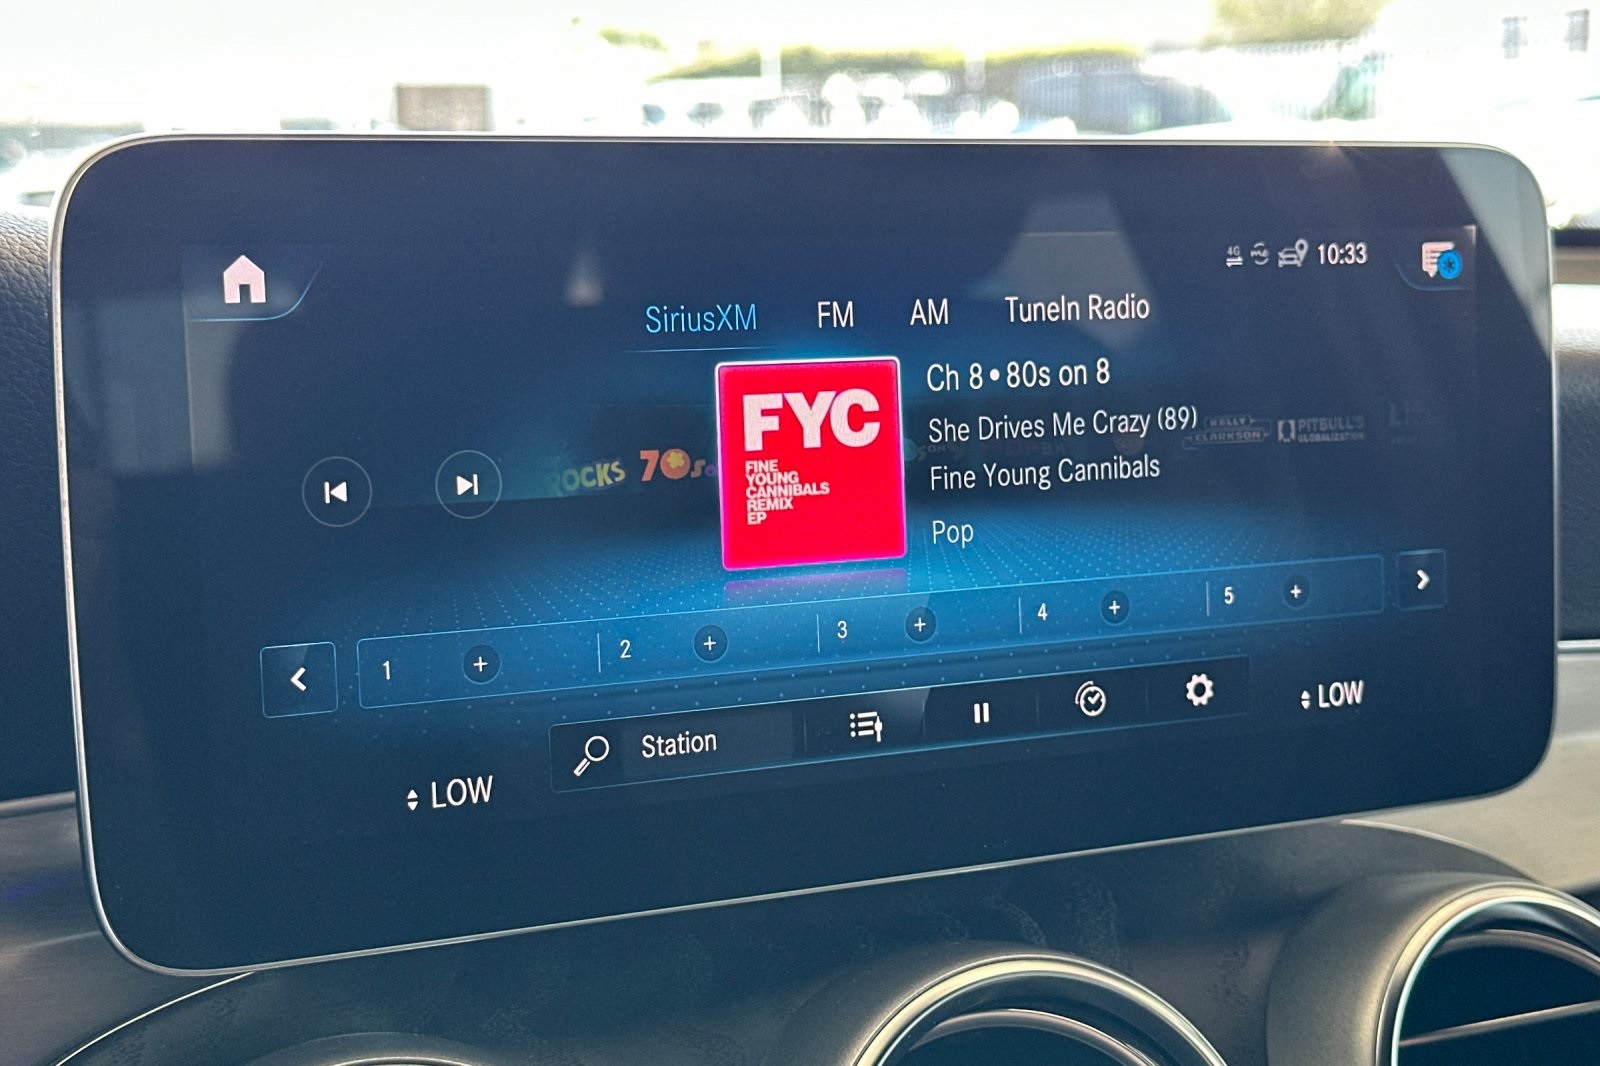 4G
me
10:33
SiriusXM FM AM TuneIn Radio
Ch 8 • 80s on 8
She Drives Me Crazy (89)
Fine Young Cannibals
Pop
FYC
FINE
YOUNG
CANNIBALS
REMIX
EP
ROCKS
70s
KELLY
CLARKSON
PITBULL'S
GLOBALIZATION
1 + 2 + 3 + 4 + 5 +
Station
LOW
LOW